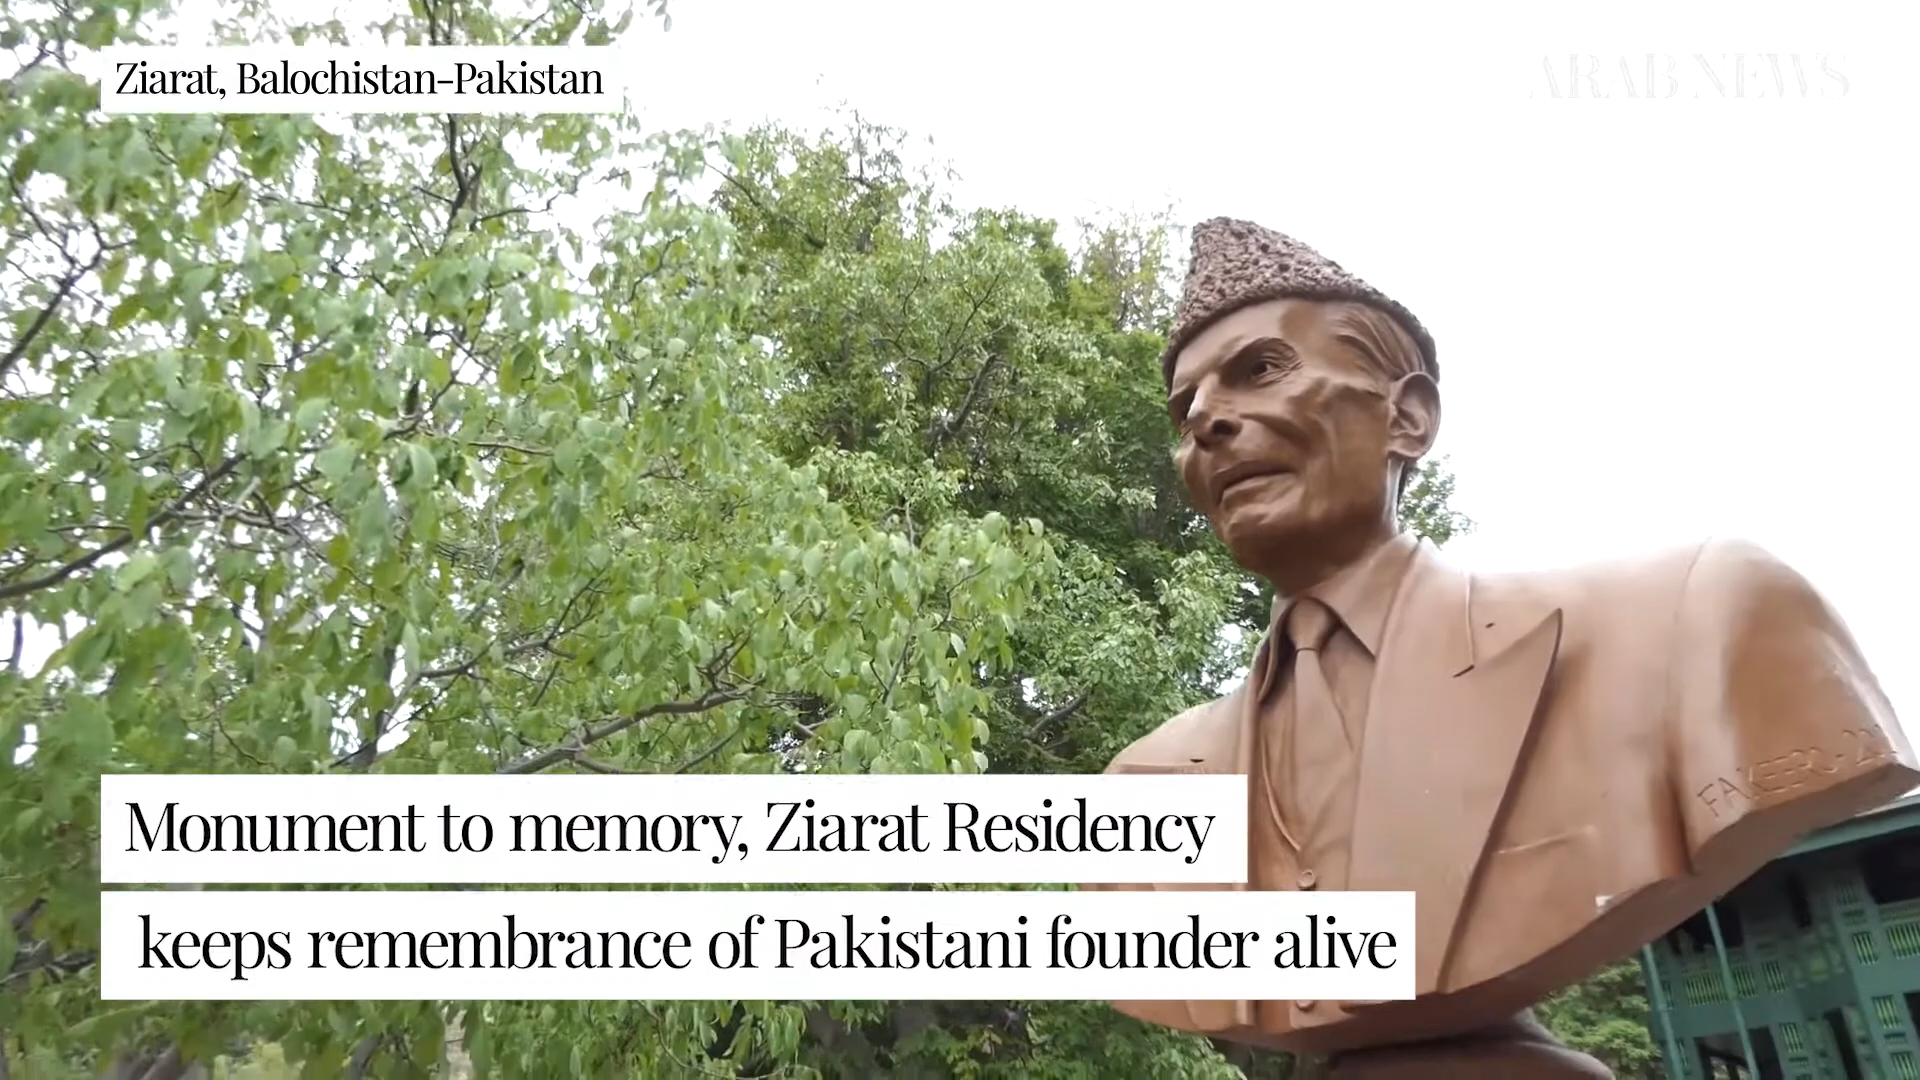 Ziarat, Balochistan-Pakistan
ARAB NEWS
Monument to memory, Ziarat Residency
keeps remembrance of Pakistani founder alive